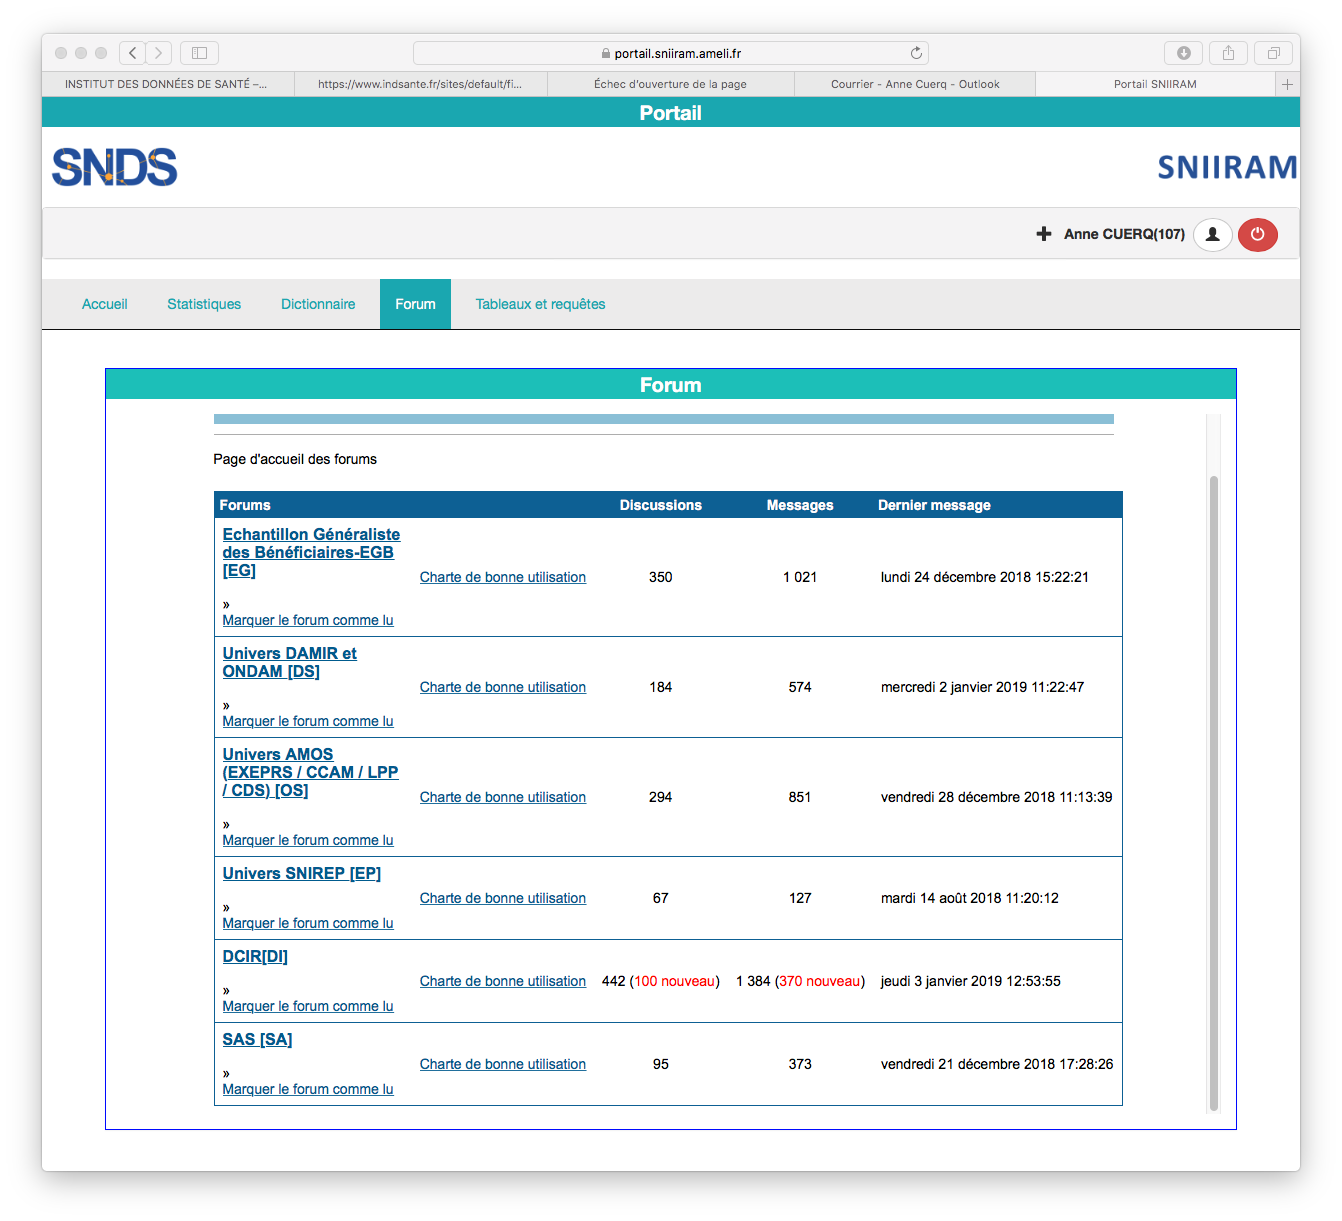 portail.sniiram.ameli.fr
INSTITUT DES DONNÉES DE SANTÉ –...
https://www.indsante.fr/sites/default/fi...
Échec d'ouverture de la page
Courrier - Anne Cuerq - Outlook
Portail SNIIRAM
Portail
SNDS
SNIIRAM
Anne CUERQ(107)
Accueil Statistiques Dictionnaire Forum Tableaux et requêtes
Forum
Page d'accueil des forums
Forums Discussions Messages Dernier message
Echantillon Généraliste
des Bénéficiaires-EGB
[EG]
Charte de bonne utilisation 350 1 021 lundi 24 décembre 2018 15:22:21
»
Marquer le forum comme lu
Univers DAMIR et
ONDAM [DS]
Charte de bonne utilisation 184 574 mercredi 2 janvier 2019 11:22:47
»
Marquer le forum comme lu
Univers AMOS
(EXEPRS / CCAM / LPP
/ CDS) [OS]
Charte de bonne utilisation 294 851 vendredi 28 décembre 2018 11:13:39
»
Marquer le forum comme lu
Univers SNIREP [EP]
Charte de bonne utilisation 67 127 mardi 14 août 2018 11:20:12
»
Marquer le forum comme lu
DCIR[DI]
Charte de bonne utilisation 442 (100 nouveau) 1 384 (370 nouveau) jeudi 3 janvier 2019 12:53:55
»
Marquer le forum comme lu
SAS [SA]
Charte de bonne utilisation 95 373 vendredi 21 décembre 2018 17:28:26
»
Marquer le forum comme lu